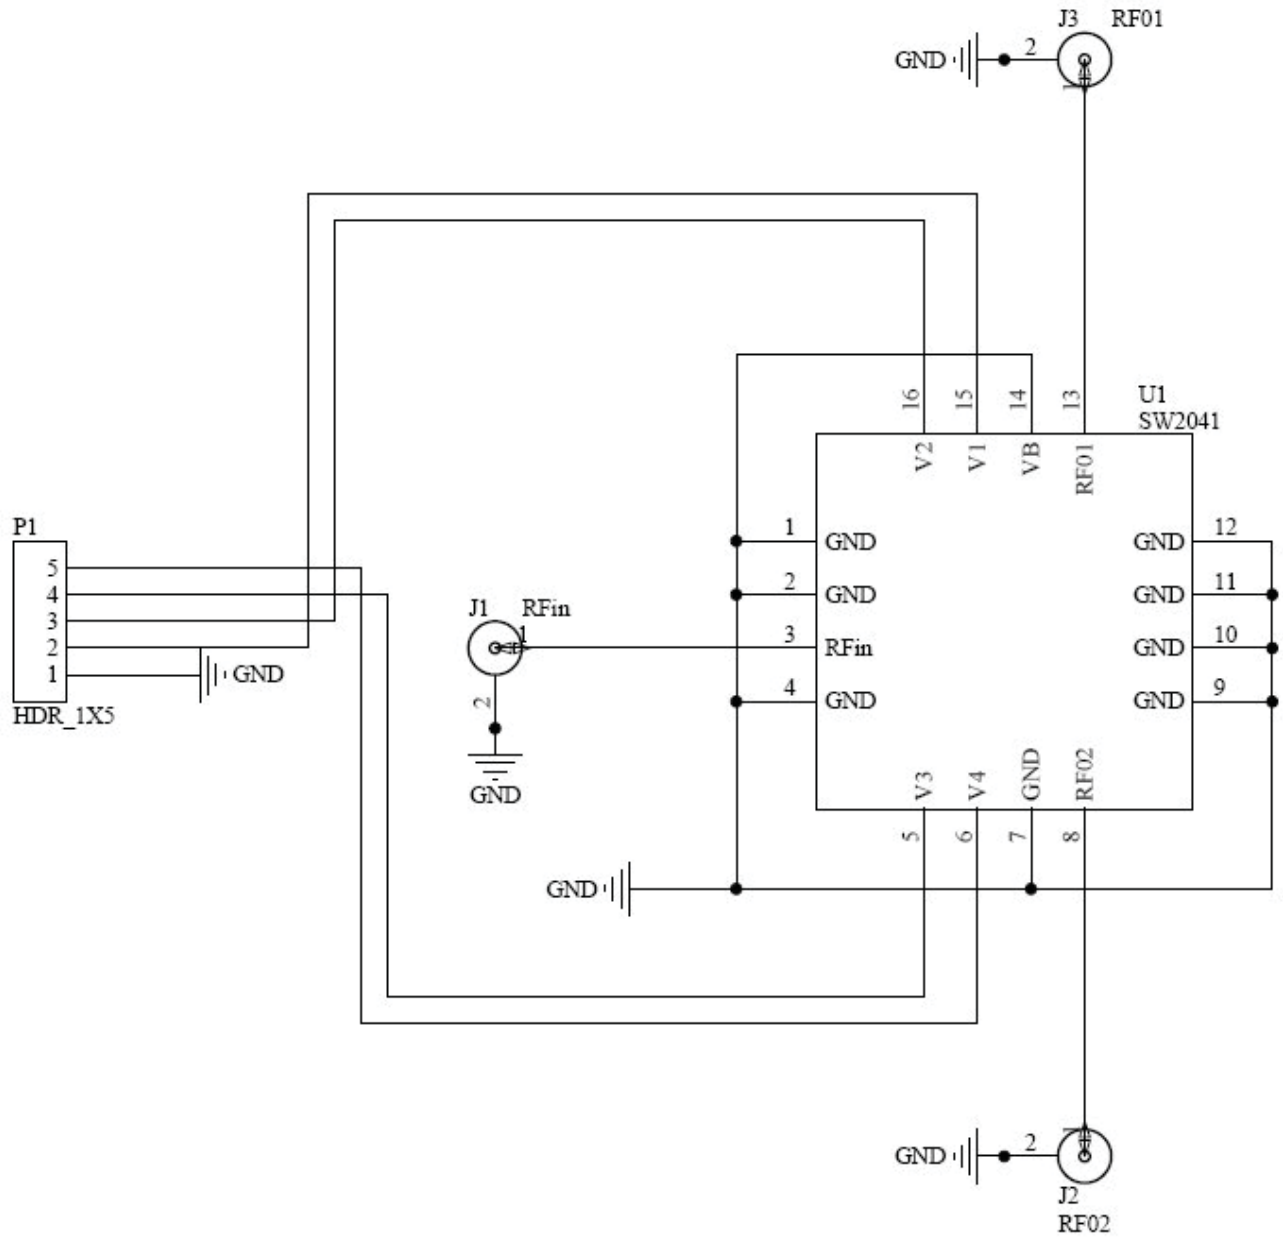 J3 RF01
GND 2
1
16 15 14 13
U1
SW2041
V2 V1 VB RF01
P1
1 GND GND 12
5
2 GND GND 11
4
J1 RFin
3
1
3 RFin GND 10
2
1 GND
4 GND GND 9
HDR_1X5
2
GND
V3 V4 GND RF02
5 6 7 8
GND
1
GND 2
J2
RF02